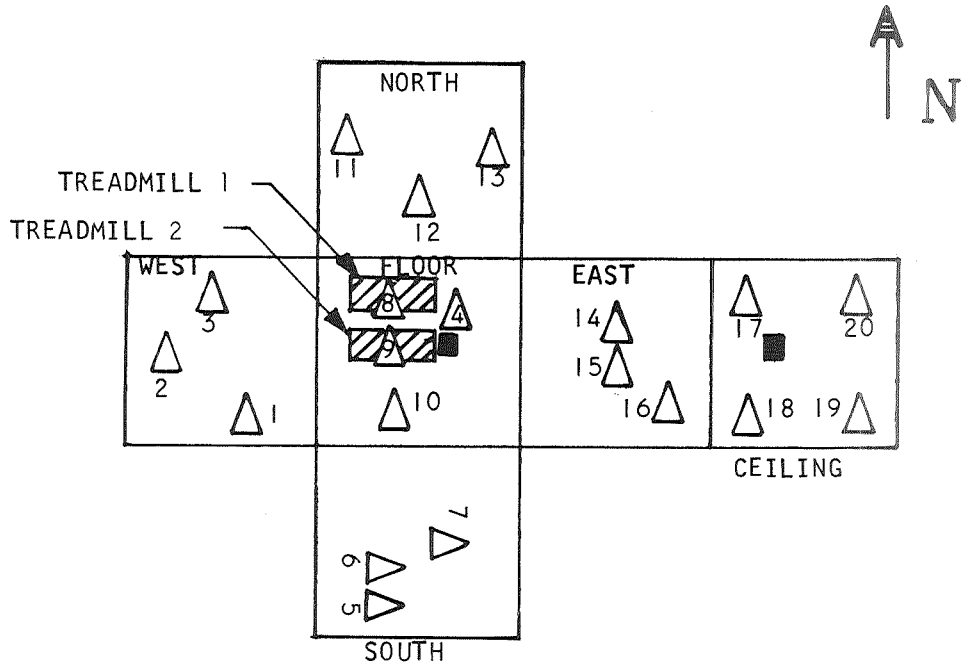 NORTH
N
11
13
12
TREADMILL 1
TREADMILL 2
WEST
FLOOR
EAST
3
8
4
14
17
20
2
9
15
1
10
16
18
19
CEILING
7
6
5
SOUTH